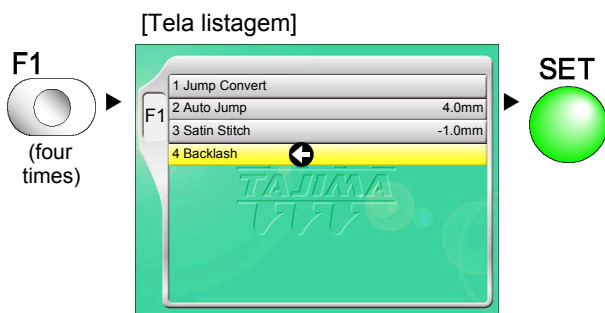 [Tela listagem]
F1
(four
times)
F1
1 Jump Convert
2 Auto Jump 4.0mm
3 Satin Stitch -1.0mm
4 Backlash
TAJIMA
SET